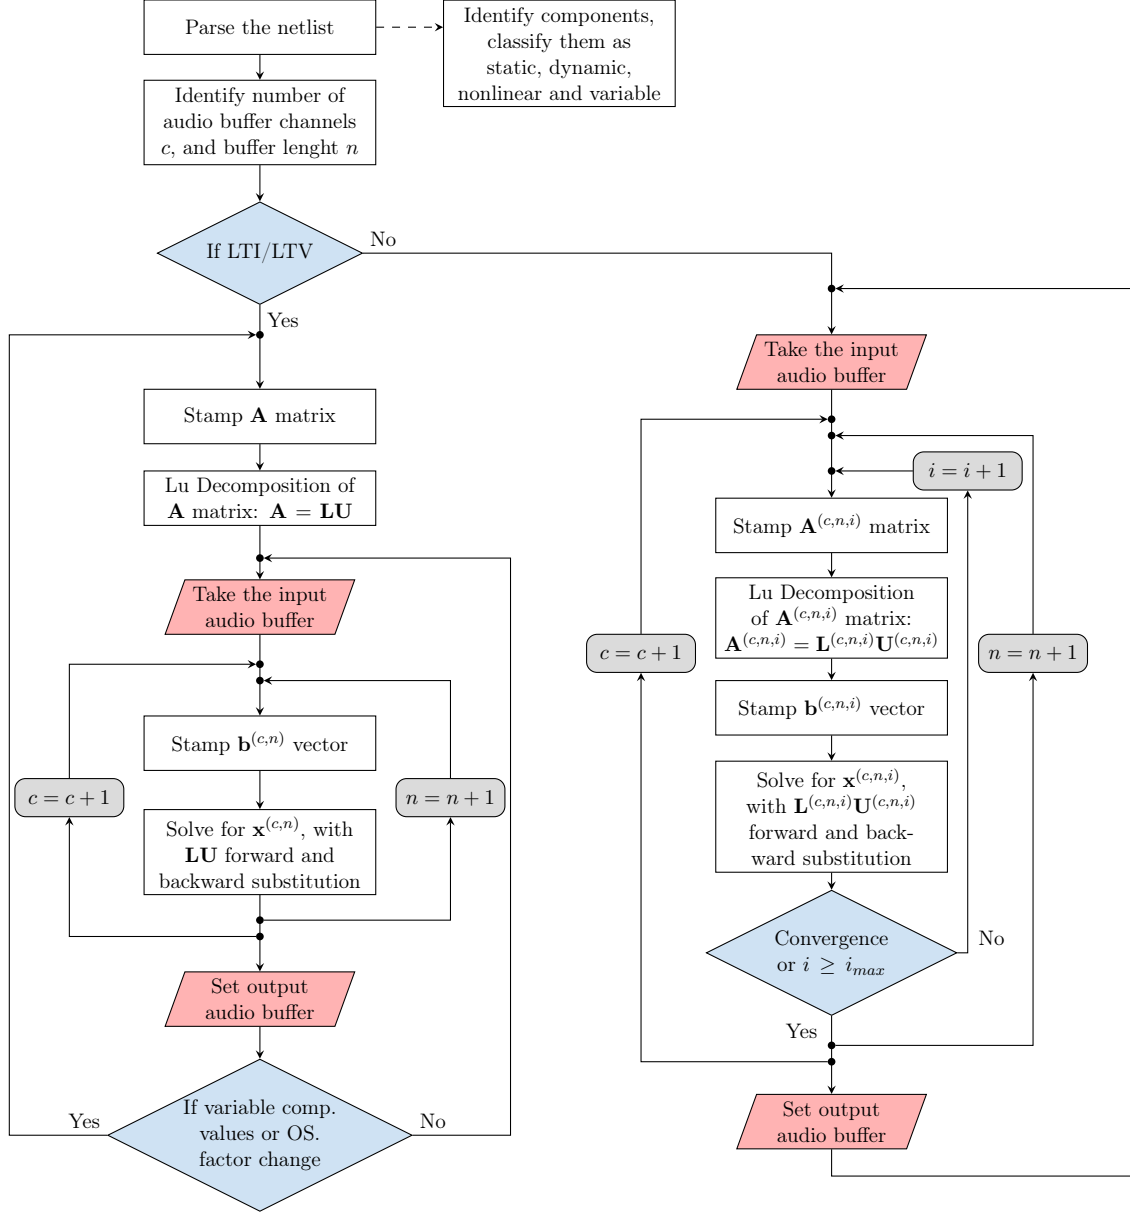 Parse the netlist
Identify components,
classify them as
static, dynamic,
nonlinear and variable
Identify number of
audio buffer channels
c, and buffer lenght n
If LTI/LTV
No
Yes
Stamp A matrix
Lu Decomposition of
A matrix: A = LU
Take the input
audio buffer
Stamp b^(c,n) vector
c = c + 1
n = n + 1
Solve for x^(c,n), with
LU forward and
backward substitution
Set output
audio buffer
If variable comp.
values or OS.
factor change
Yes
No
Take the input
audio buffer
i = i + 1
Stamp A^(c,n,i) matrix
Lu Decomposition
of A^(c,n,i) matrix:
A^(c,n,i) = L^(c,n,i)U^(c,n,i)
c = c + 1
n = n + 1
Stamp b^(c,n,i) vector
Solve for x^(c,n,i),
with L^(c,n,i)U^(c,n,i)
forward and back-
ward substitution
Convergence
or i ≥ i_max
No
Yes
Set output
audio buffer